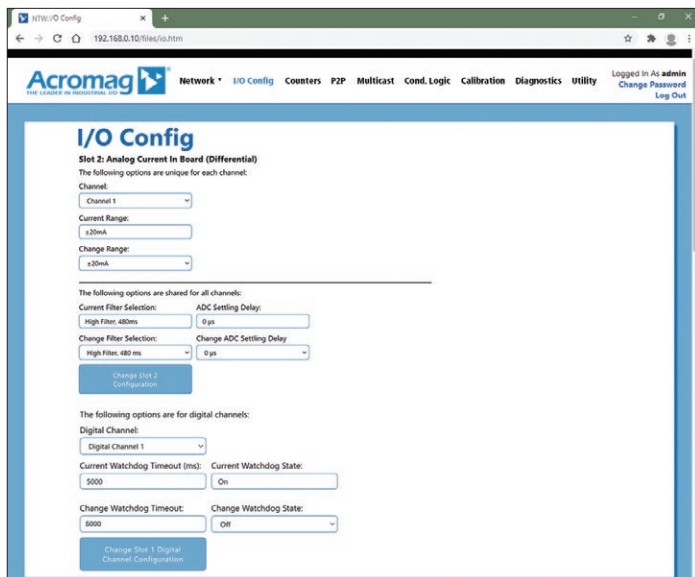 NTW:I/O Config
192.168.0.10/files/io.htm
Acromag
THE LEADER IN INDUSTRIAL I/O
Network I/O Config Counters P2P Multicast Cond. Logic Calibration Diagnostics Utility
Logged In As admin
Change Password
Log Out
I/O Config
Slot 2: Analog Current In Board (Differential)
The following options are unique for each channel:
Channel:
Channel 1
Current Range:
±20mA
Change Range:
±20mA
The following options are shared for all channels:
Current Filter Selection: ADC Settling Delay:
High Filter, 480ms 0 µs
Change Filter Selection: Change ADC Settling Delay
High Filter, 480 ms 0 µs
Change Slot 2
Configuration
The following options are for digital channels:
Digital Channel:
Digital Channel 1
Current Watchdog Timeout (ms): Current Watchdog State:
5000 On
Change Watchdog Timeout: Change Watchdog State:
5000 Off
Change Slot 1 Digital
Channel Configuration